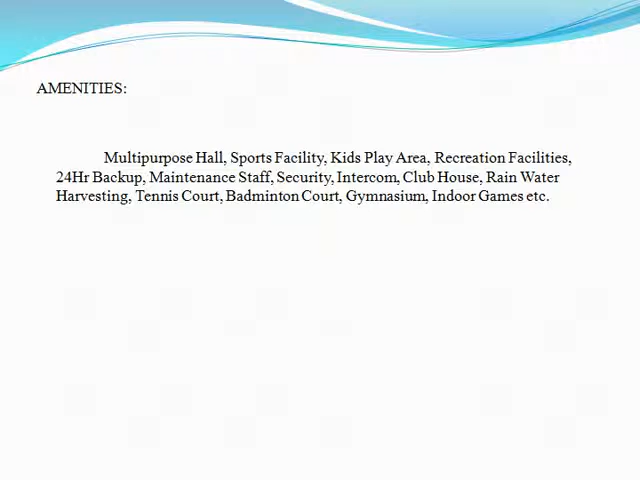 AMENITIES:
Multipurpose Hall, Sports Facility, Kids Play Area, Recreation Facilities,
24Hr Backup, Maintenance Staff, Security, Intercom, Club House, Rain Water
Harvesting, Tennis Court, Badminton Court, Gymnasium, Indoor Games etc.